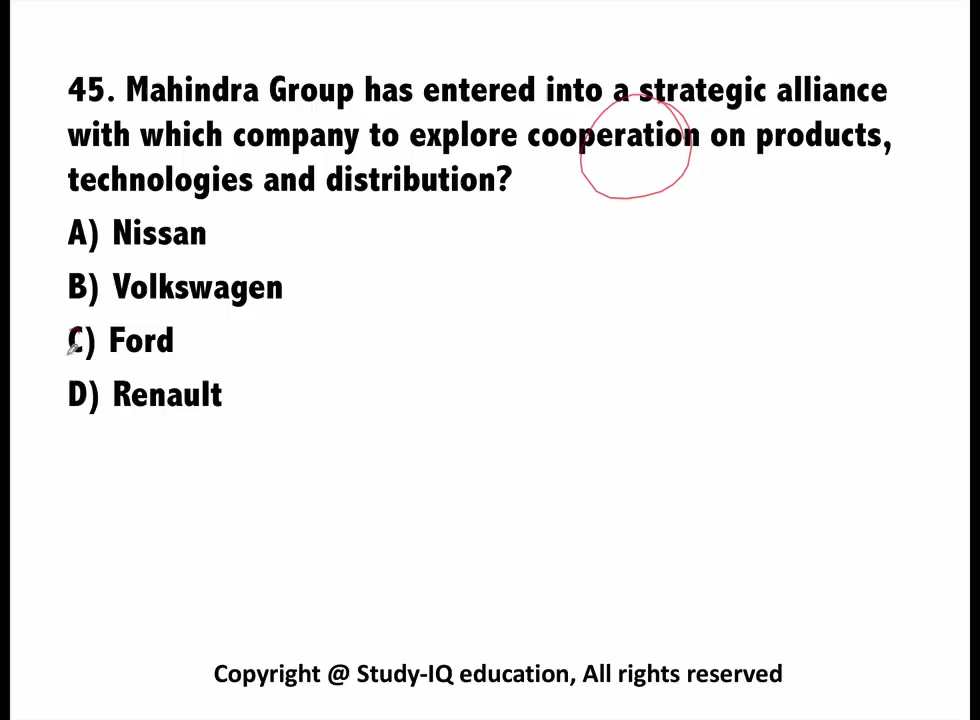 45. Mahindra Group has entered into a strategic alliance
with which company to explore cooperation on products,
technologies and distribution?
A) Nissan
B) Volkswagen
C) Ford
D) Renault
Copyright @ Study-IQ education, All rights reserved